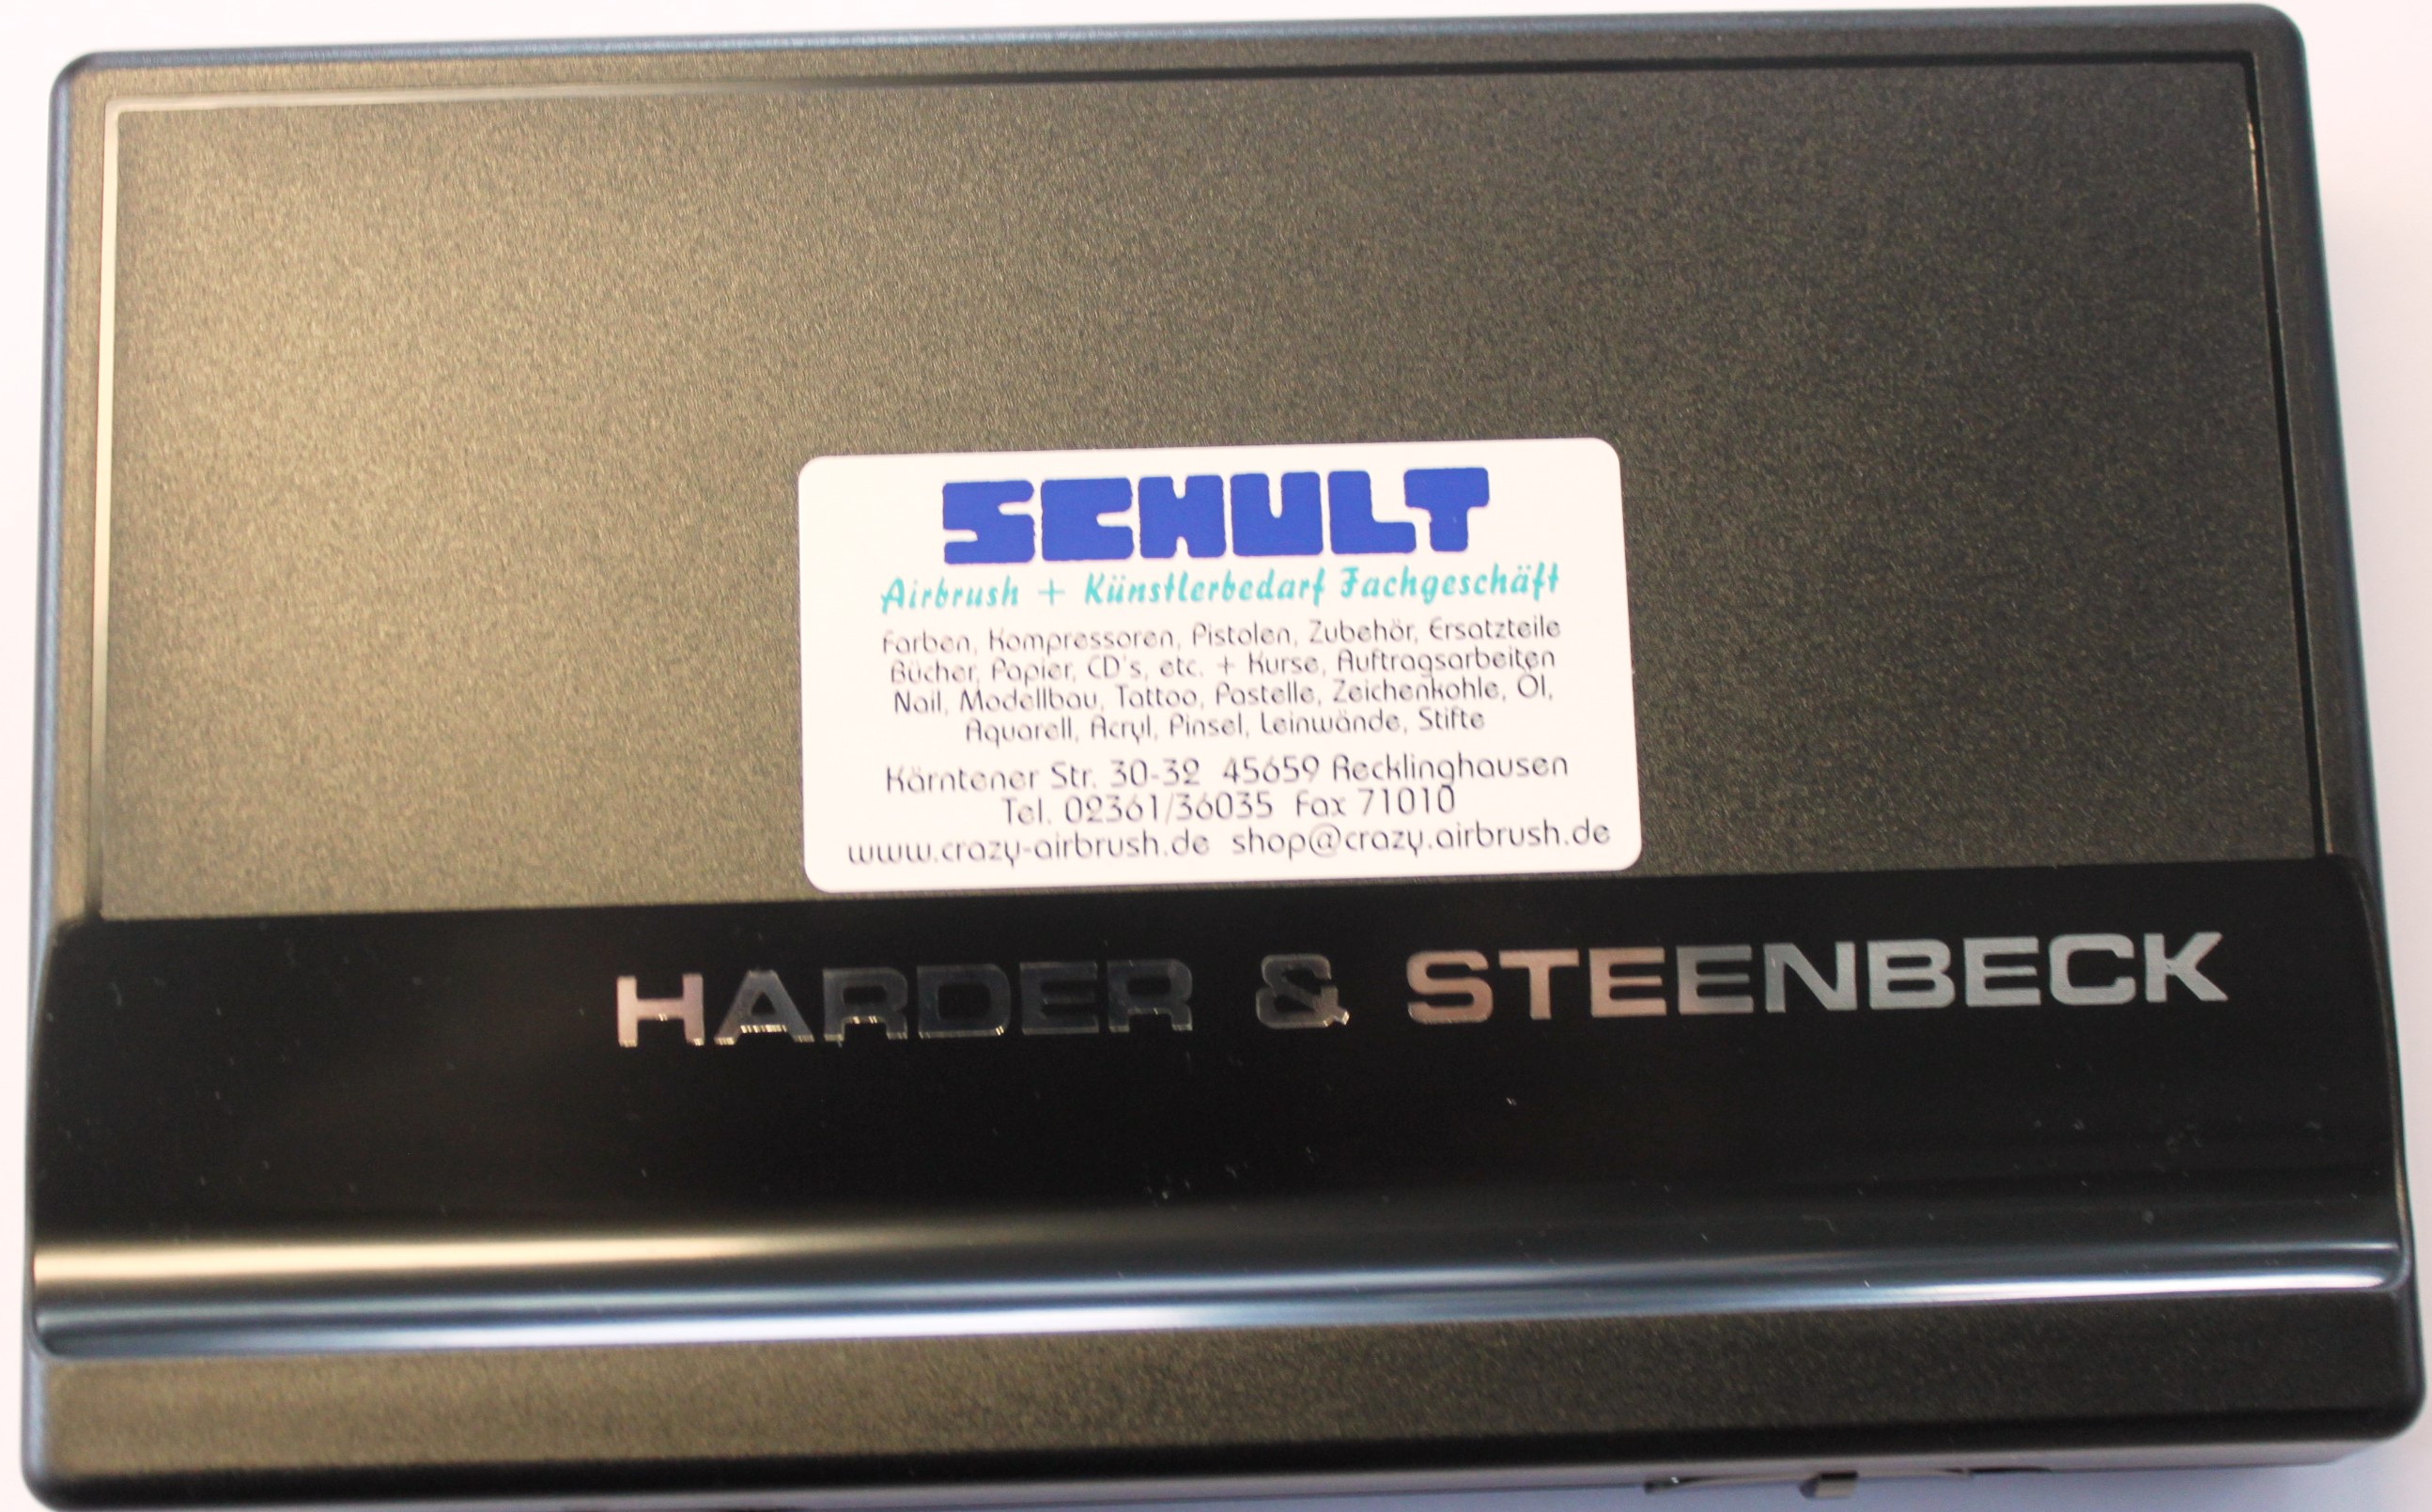 SCHULT
Airbrush + Künstlerbedarf Fachgeschäft
Farben, Kompressoren, Pistolen, Zubehör, Ersatzteile
Bücher, Papier, CD's, etc. + Kurse, Auftragsarbeiten
Nail, Modellbau, Tattoo, Pastelle, Zeichenkohle, Öl,
Aquarell, Acryl, Pinsel, Leinwände, Stifte
Kärntener Str. 30-32 45659 Recklinghausen
Tel. 02361/36035 Fax 71010
www.crazy-airbrush.de shop@crazy.airbrush.de
HARDER & STEENBECK